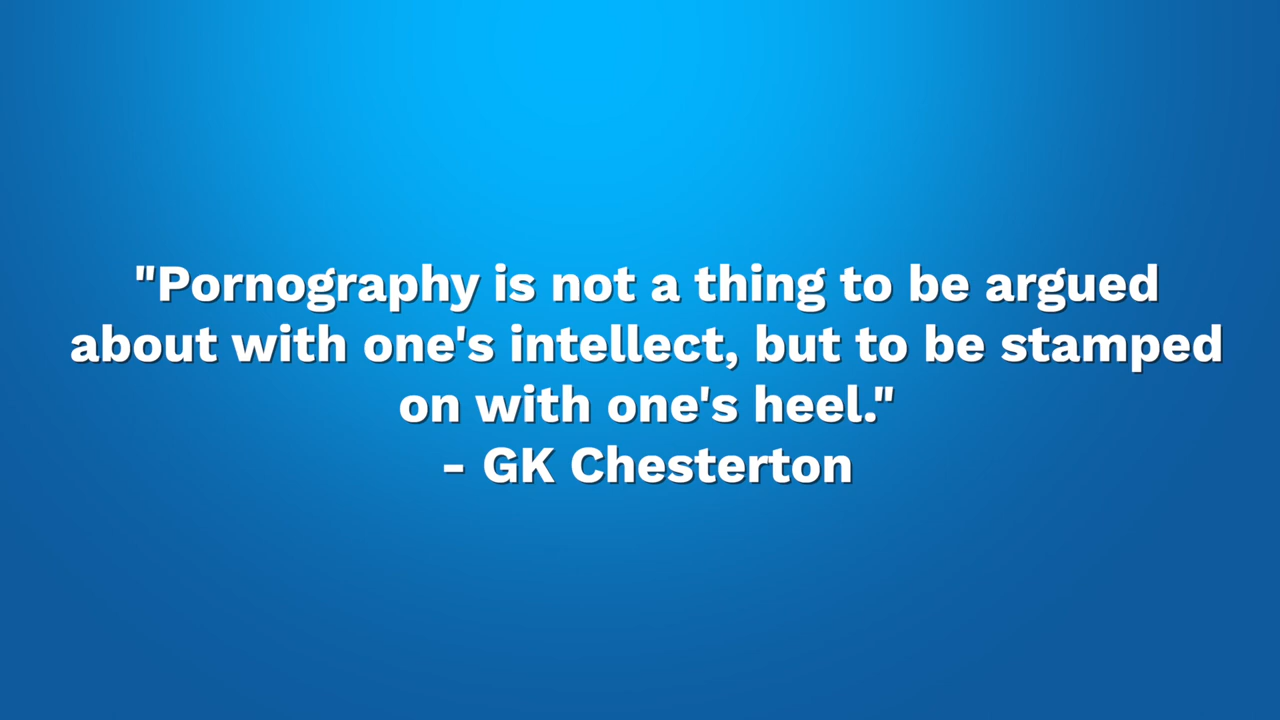 "Pornography is not a thing to be argued
about with one's intellect, but to be stamped
on with one's heel."
- GK Chesterton